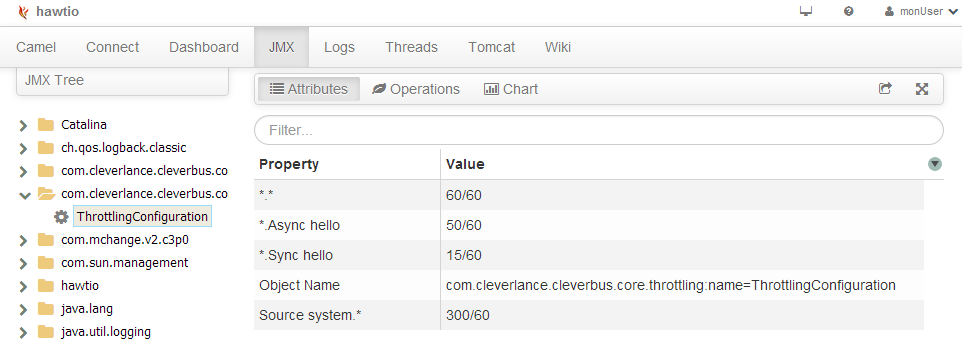 hawtio
monUser
Camel Connect Dashboard JMX Logs Threads Tomcat Wiki
JMX Tree
Attributes Operations Chart
Filter...
Catalina
ch.qos.logback.classic
com.cleverlance.cleverbus.co
com.cleverlance.cleverbus.co
ThrottlingConfiguration
com.mchange.v2.c3p0
com.sun.management
hawtio
java.lang
java.util.logging
Property Value
*.* 60/60
*.Async hello 50/60
*.Sync hello 15/60
Object Name com.cleverlance.cleverbus.core.throttling:name=ThrottlingConfiguration
Source system.* 300/60